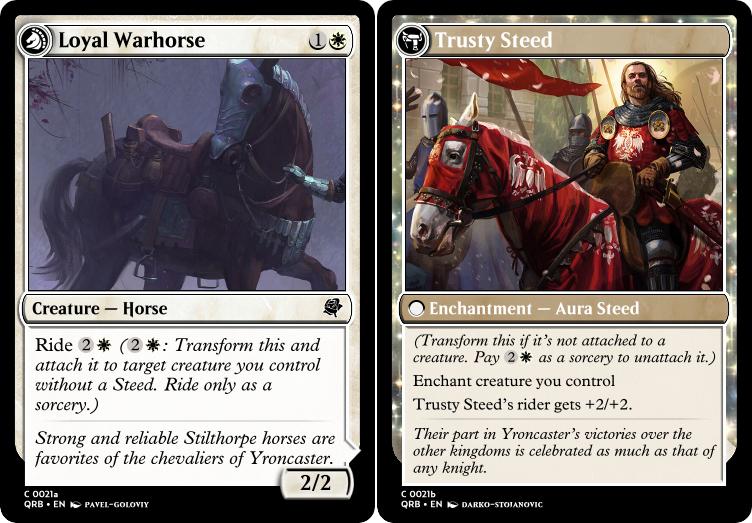 Loyal Warhorse 1
Creature — Horse
Ride 2 (2 : Transform this and
attach it to target creature you control
without a Steed. Ride only as a
sorcery.)
Strong and reliable Stilthorpe horses are
favorites of the chevaliers of Yroncaster.
2/2
C 0021a
QRB • EN PAVEL-GOLOVIY
Trusty Steed
Enchantment — Aura Steed
(Transform this if it's not attached to a
creature. Pay 2 as a sorcery to unattach it.)
Enchant creature you control
Trusty Steed's rider gets +2/+2.
Their part in Yroncaster's victories over the
other kingdoms is celebrated as much as that of
any knight.
C 0021b
QRB • EN DARKO-STOJANOVIC